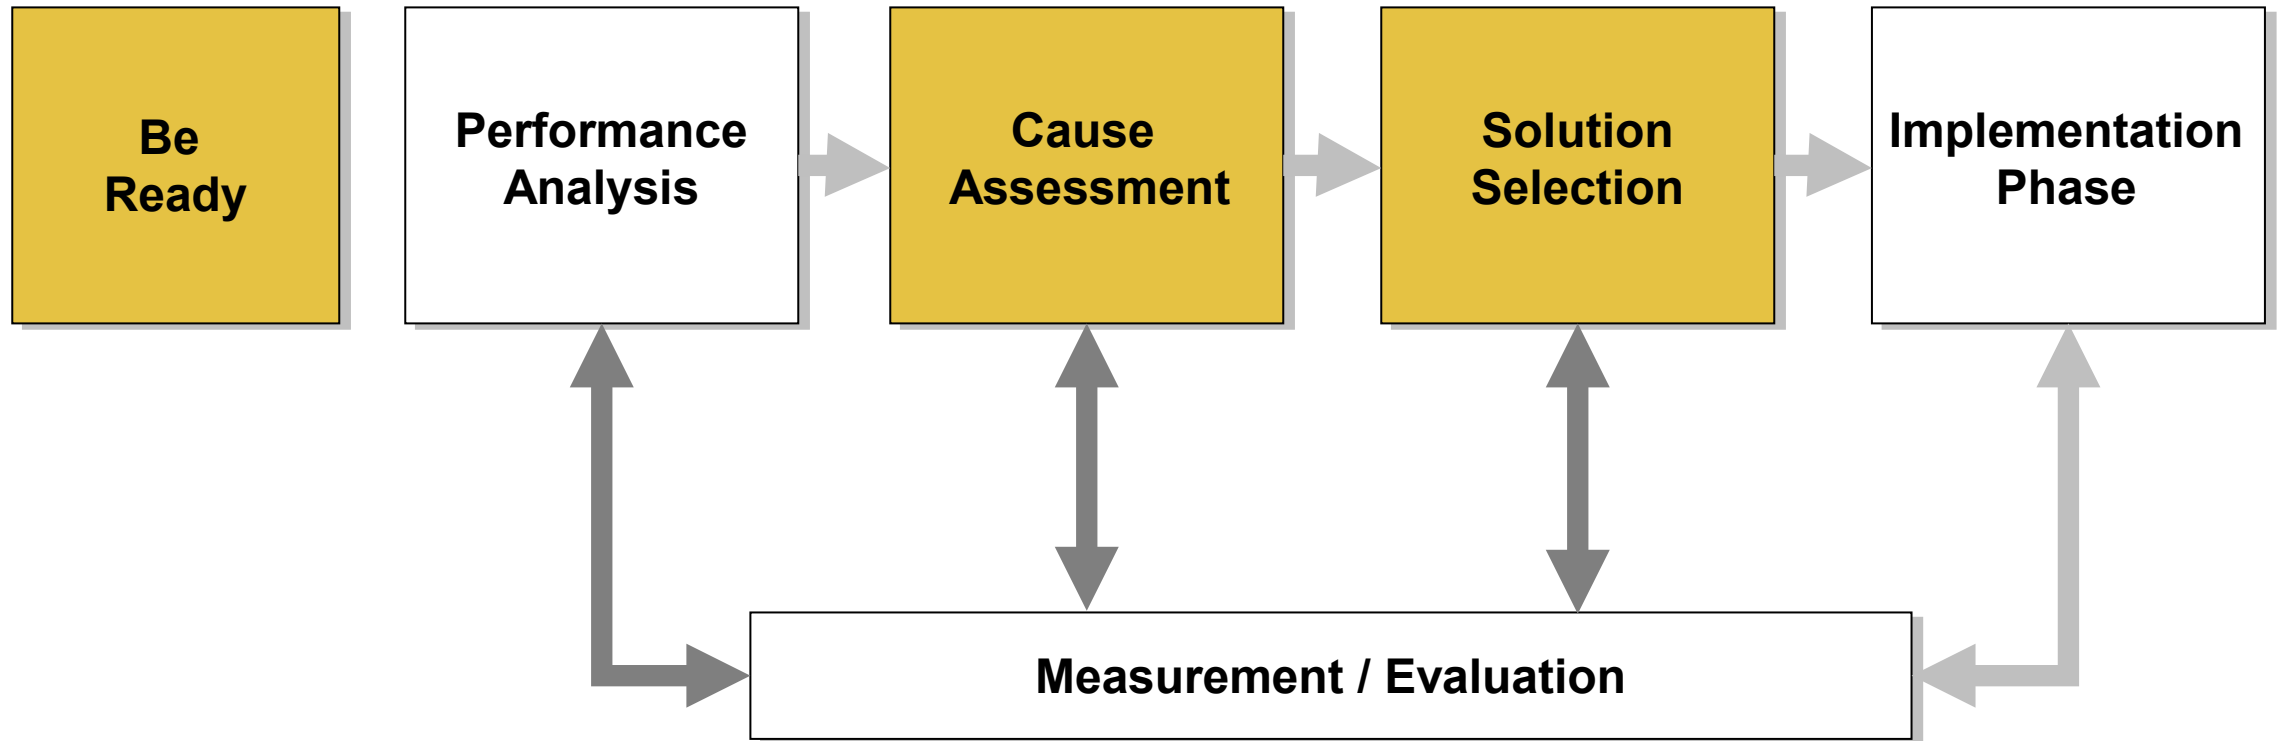 Be
Ready
Performance
Analysis
Cause
Assessment
Solution
Selection
Implementation
Phase
Measurement / Evaluation